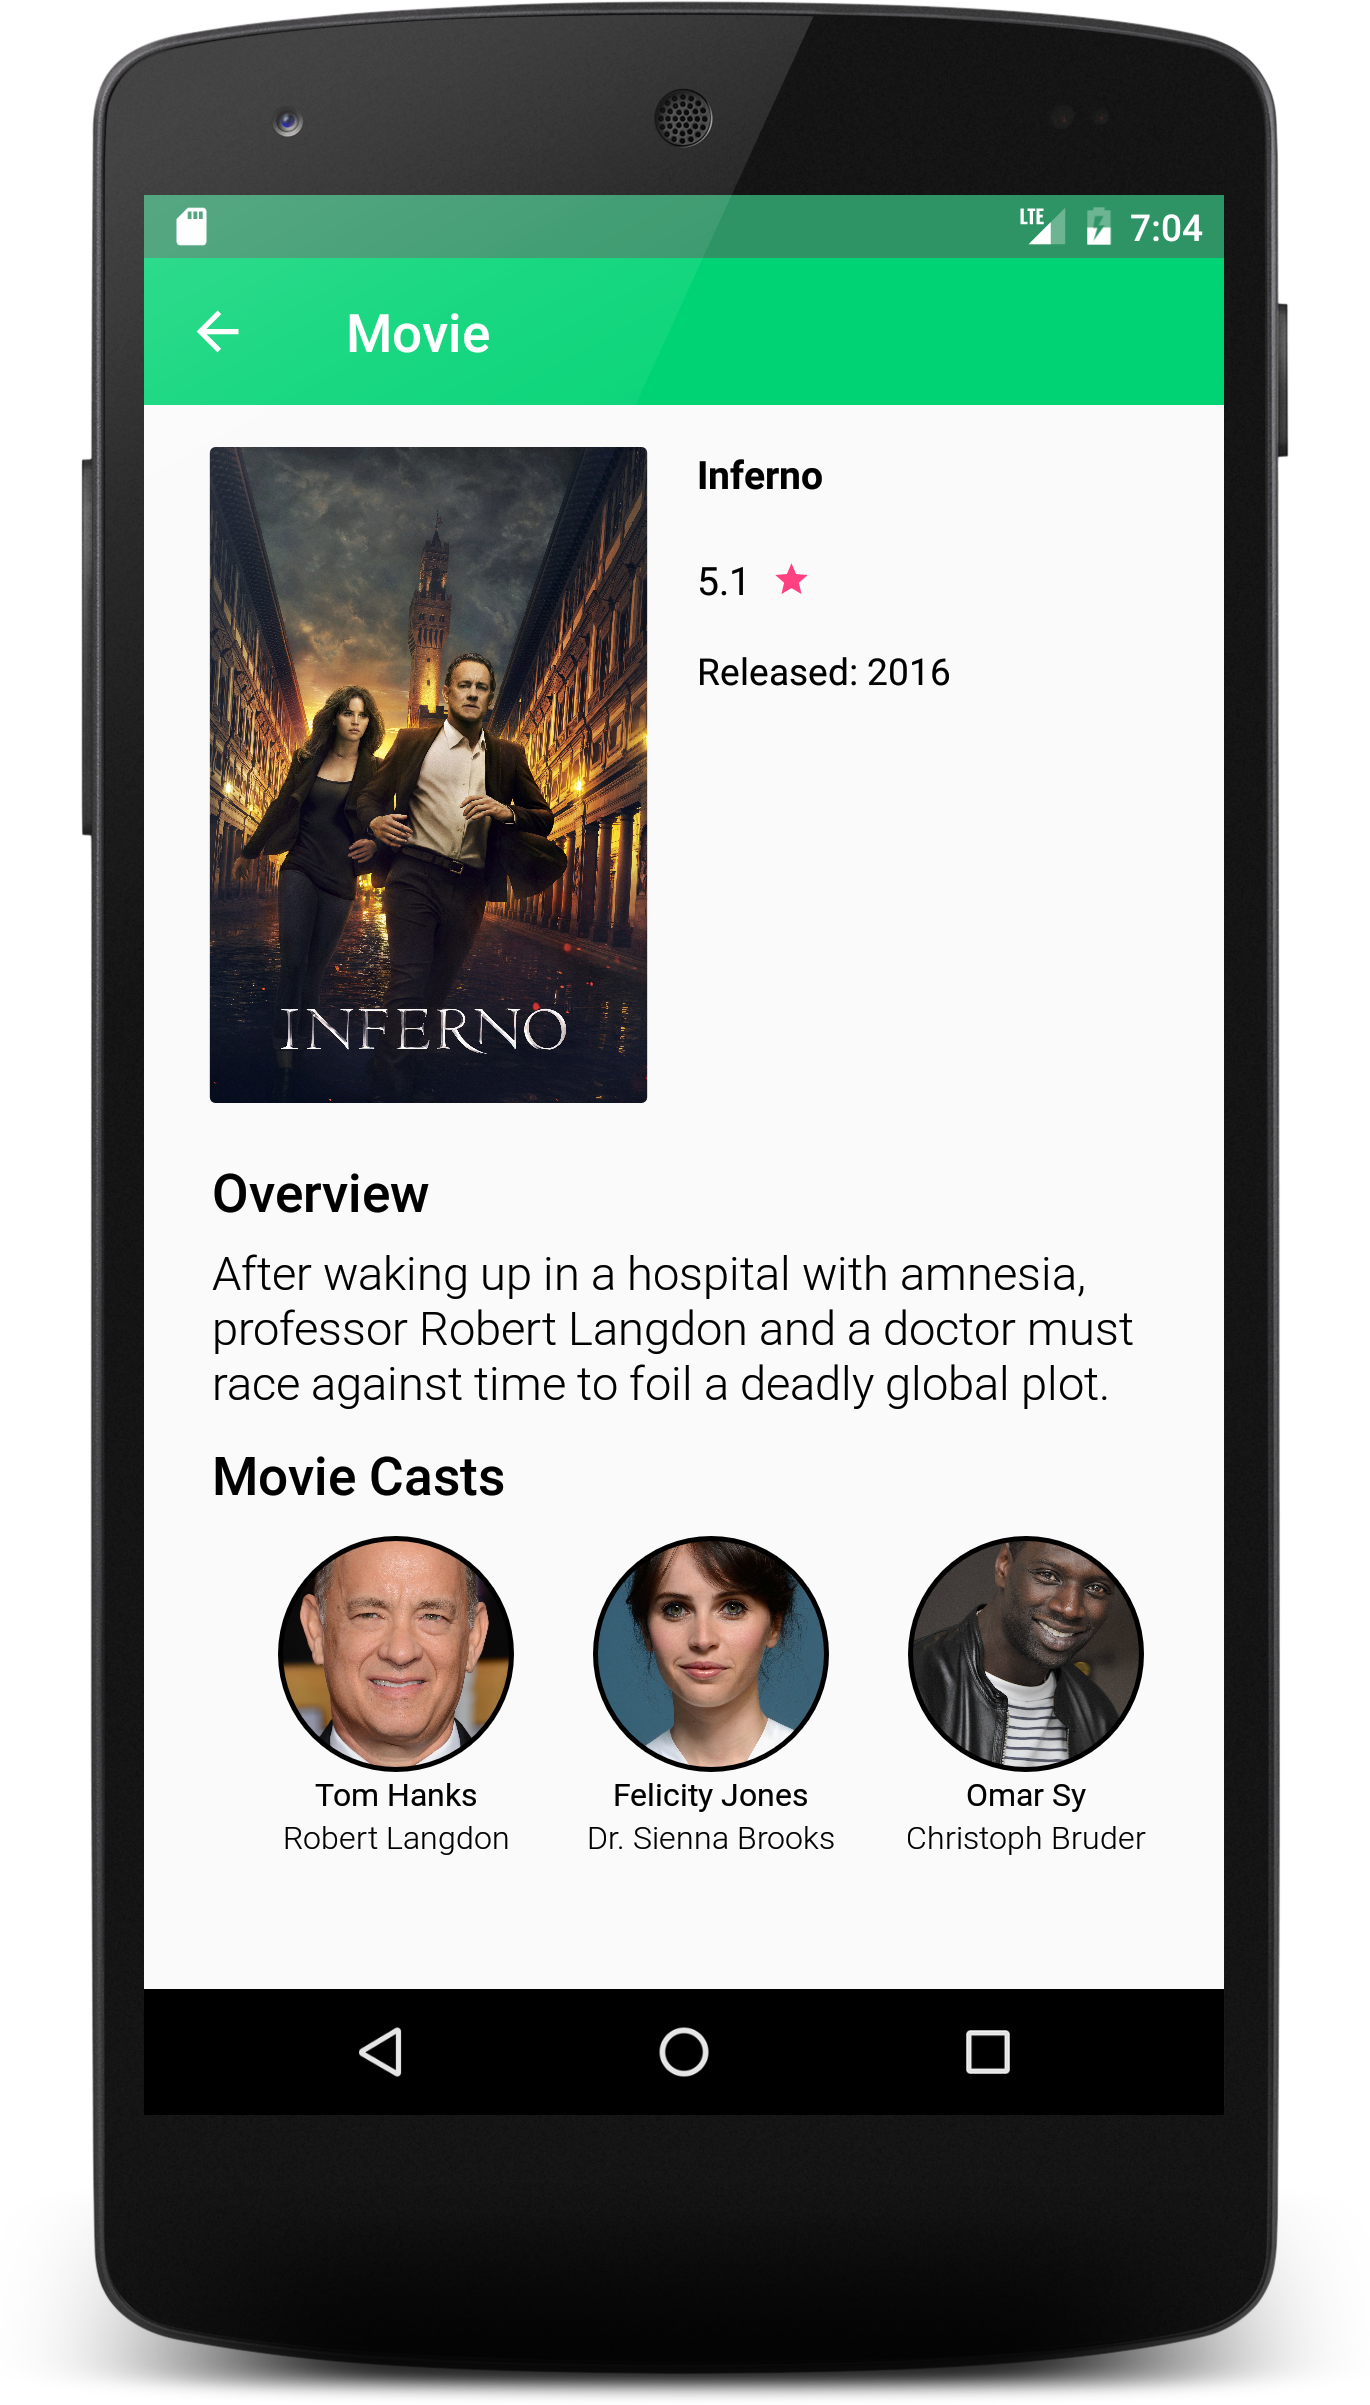 LTE 7:04
Movie
Inferno
5.1
Released: 2016
INFERNO
Overview
After waking up in a hospital with amnesia,
professor Robert Langdon and a doctor must
race against time to foil a deadly global plot.
Movie Casts
Tom Hanks
Robert Langdon
Felicity Jones
Dr. Sienna Brooks
Omar Sy
Christoph Bruder